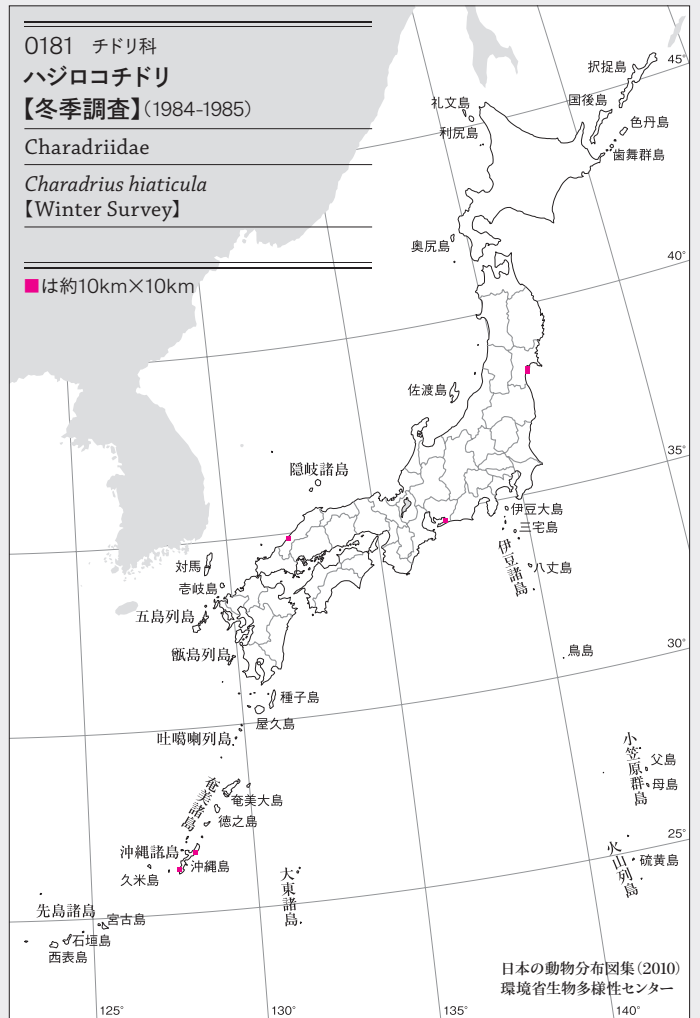 0181 チドリ科
ハジロコチドリ
【冬季調査】(1984-1985)
Charadriidae
Charadrius hiaticula
【Winter Survey】
■は約10km×10km
択捉島
45°
国後島
礼文島
色丹島
利尻島
歯舞群島
奥尻島
40°
佐渡島
35°
隠岐諸島
伊豆大島
三宅島
伊豆諸島
八丈島
対馬
壱岐島
五島列島
甑島列島
鳥島
30°
種子島
屋久島
吐噶喇列島
小笠原群島
父島
母島
奄美諸島
奄美大島
徳之島
25°
沖縄諸島
沖縄島
久米島
火山列島
硫黄島
大東諸島
先島諸島
宮古島
石垣島
西表島
日本の動物分布図集(2010)
環境省生物多様性センター
125°
130°
135°
140°